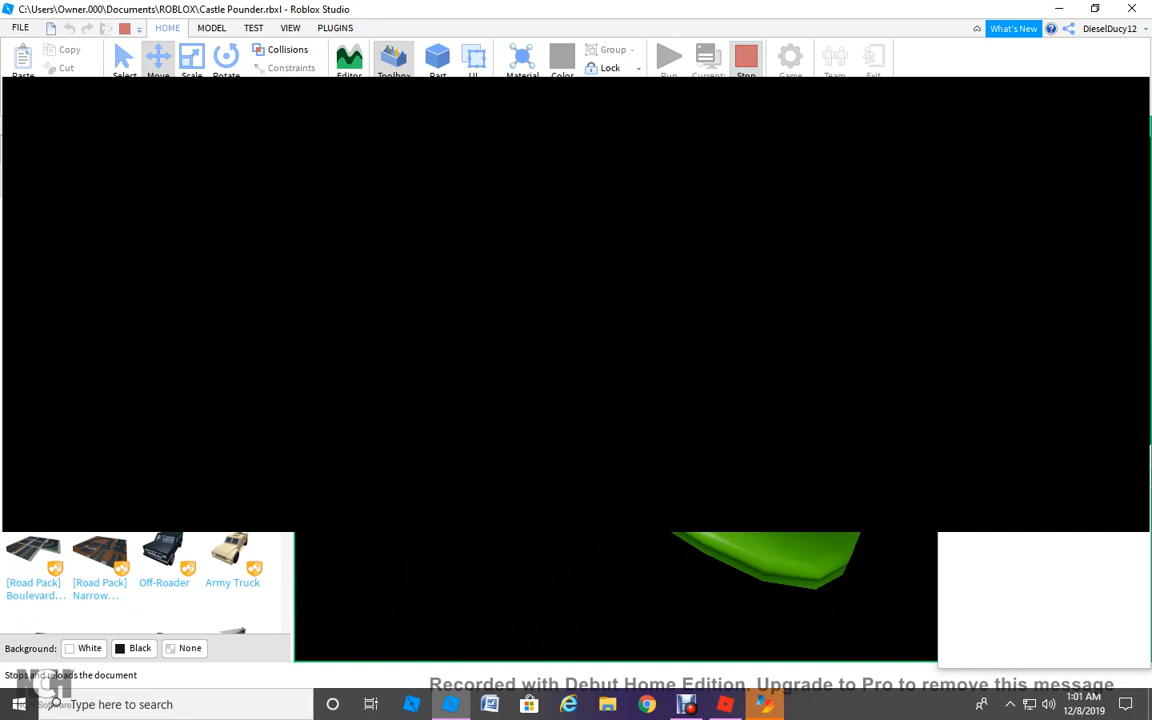 C:\Users\Owner.000\Documents\ROBLOX\Castle Pounder.rbxl - Roblox Studio
FILE HOME MODEL TEST VIEW PLUGINS What's New DieselDucy12
Copy Collisions Group
Cut Constraints Lock
Paste Select Move Scale Rotate Editor Toolbox Part UI Material Color Run Current: Stop Game Team Exit
[Road Pack] [Road Pack] Off-Roader Army Truck
Boulevard... Narrow...
Background: White Black None
Stops and reloads the document
NCH Software
Recorded with Debut Home Edition. Upgrade to Pro to remove this message
Type here to search
1:01 AM
12/8/2019